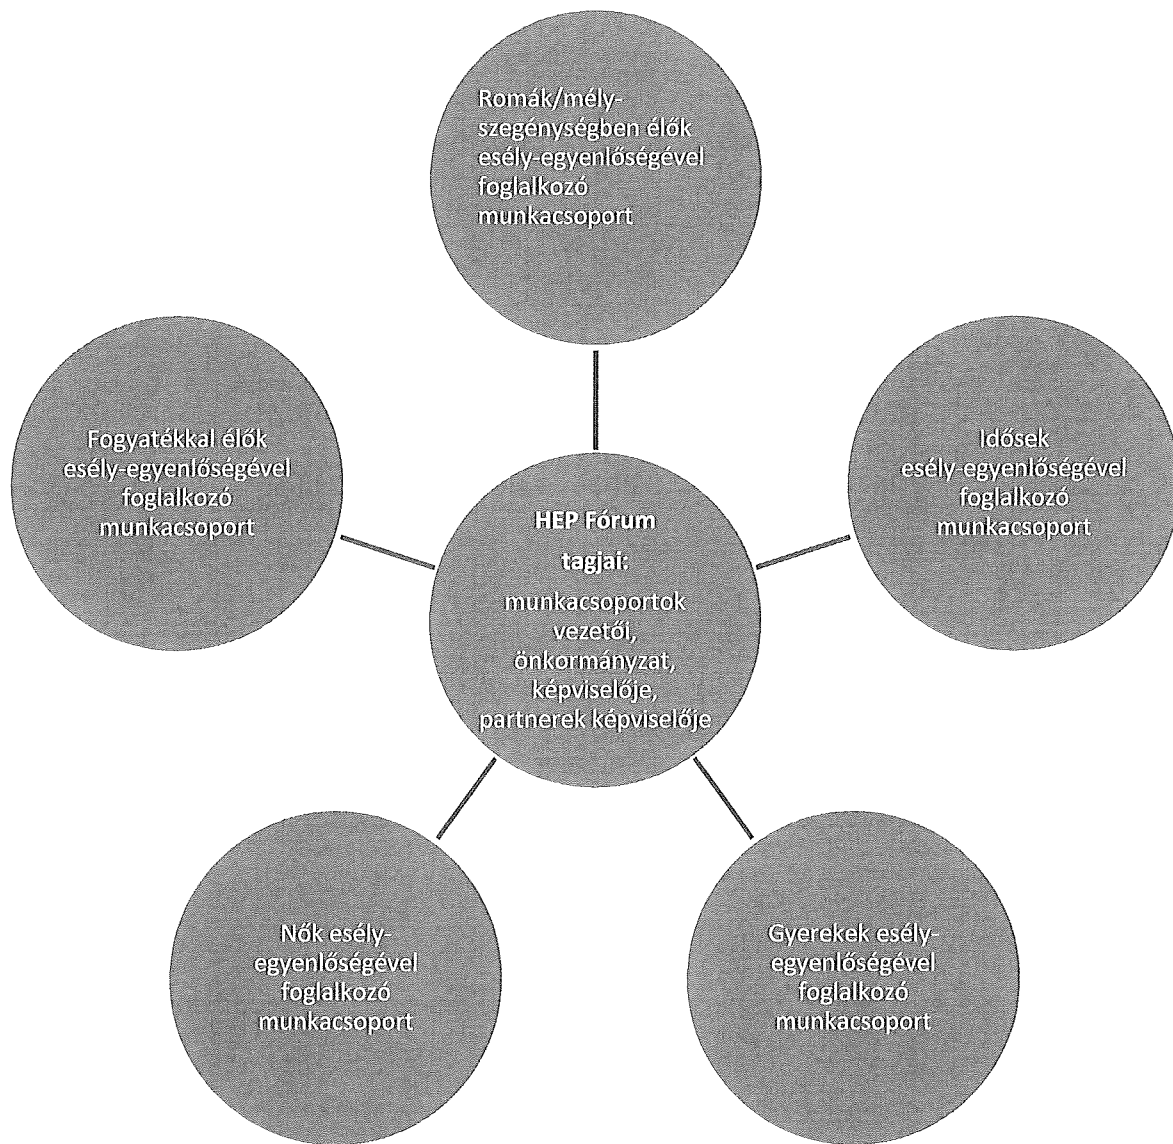 Romák/mély-
szegénységben élők
esély-egyenlőségével
foglalkozó
munkacsoport
Fogyatékkal élők
esély-egyenlőségével
foglalkozó
munkacsoport
Idősek
esély-egyenlőségével
foglalkozó
munkacsoport
HEP Fórum
tagjai:
munkacsoportok
vezetői,
önkormányzat,
képviselője,
partnerek képviselője
Nők esély-
egyenlőségével
foglalkozó
munkacsoport
Gyerekek esély-
egyenlőségével
foglalkozó
munkacsoport